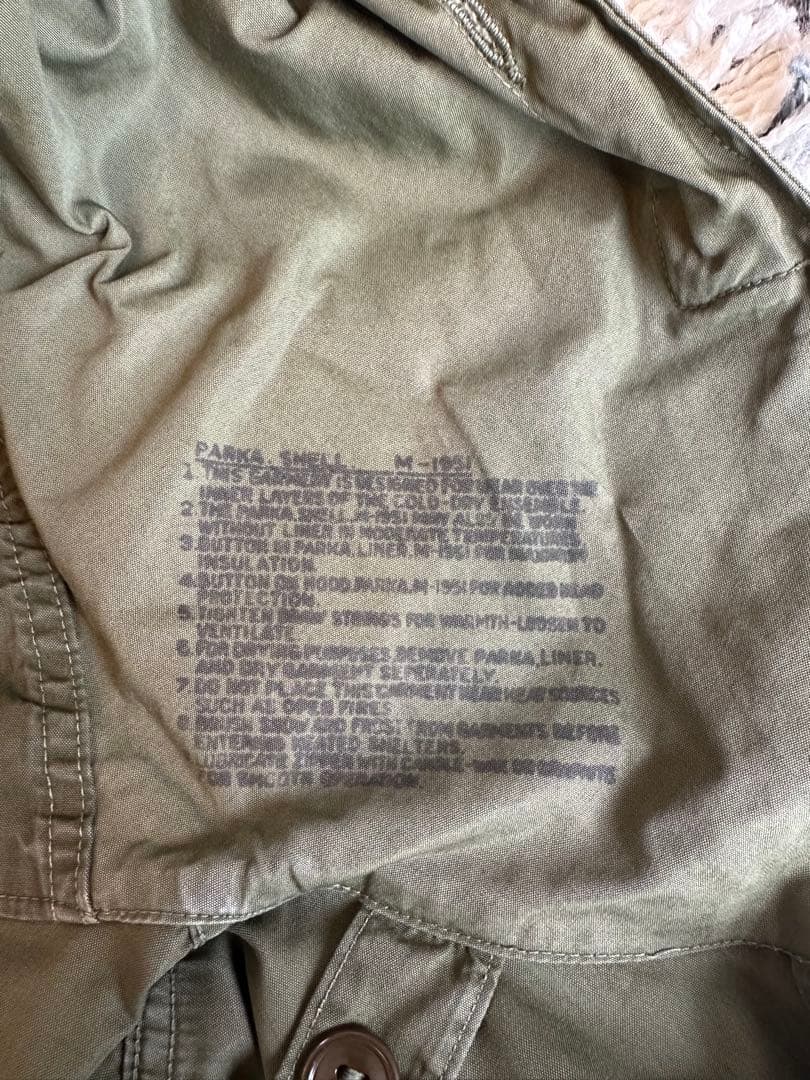 PARKA, SHELL M-1951
1. THIS GARMENT IS DESIGNED FOR WEAR OVER THE
INNER LAYERS OF THE COLD-DRY ENSEMBLE.
2. THE PARKA, SHELL, M-1951 MAY ALSO BE WORN
WITHOUT LINER IN MODERATE TEMPERATURES.
3. BUTTON IN PARKA, LINER, M-1951 FOR MAXIMUM
INSULATION.
4. BUTTON ON HOOD, PARKA, M-1951 FOR ADDED HEAD
PROTECTION.
5. TIGHTEN DRAW STRINGS FOR WARMTH-LOOSEN TO
VENTILATE.
6. FOR DRYING PURPOSES, REMOVE PARKA, LINER.
AND DRY GARMENT SEPERATELY.
7. DO NOT PLACE THIS GARMENT NEAR HEAT SOURCES
SUCH AS OPEN FIRES
8 BRUSH SNOW AND FROST FROM GARMENTS BEFORE
ENTERING HEATED SHELTERS.
LUBRICATE ZIPPER WITH CANDLE-WAX OR
FOR SMOOTH OPERATION.